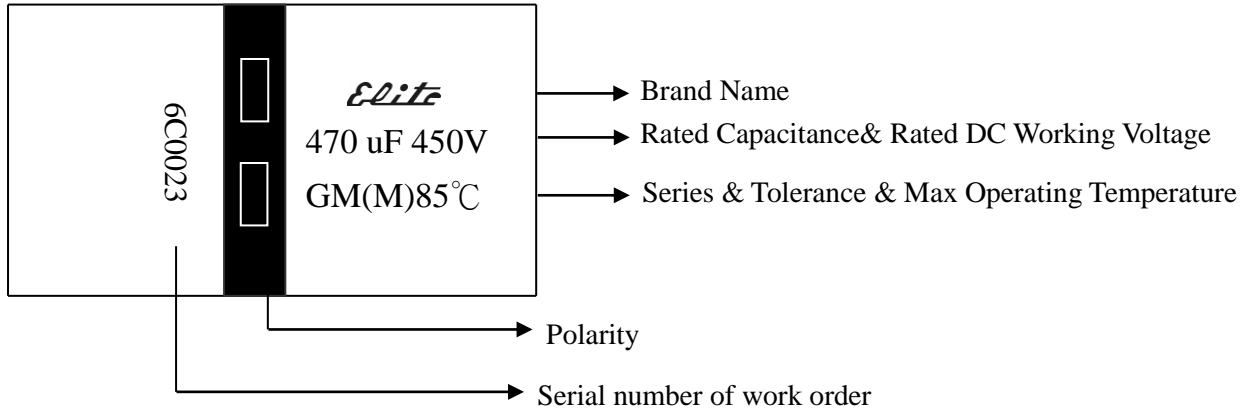 Elite
470 uF 450V
GM(M)85℃
6C0023
Brand Name
Rated Capacitance& Rated DC Working Voltage
Series & Tolerance & Max Operating Temperature
Polarity
Serial number of work order